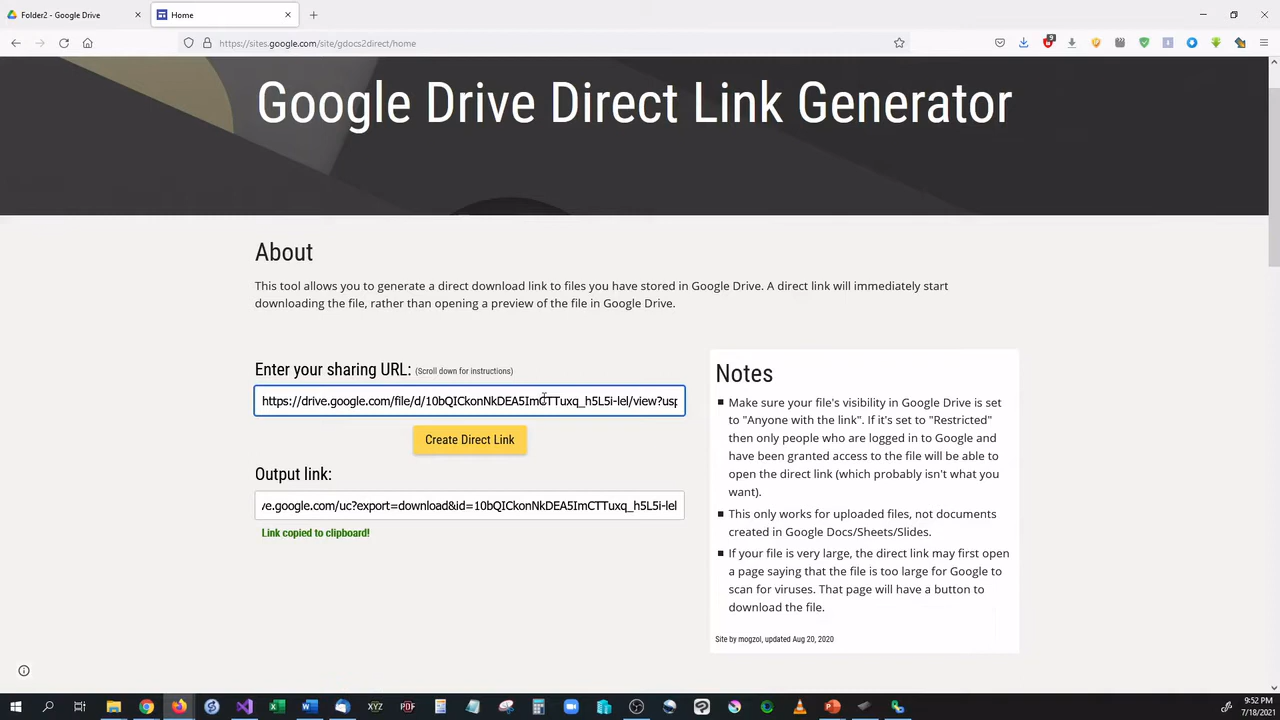 Folder2 - Google Drive
Home
https://sites.google.com/site/gdocs2direct/home
9
Google Drive Direct Link Generator
About
This tool allows you to generate a direct download link to files you have stored in Google Drive. A direct link will immediately start
downloading the file, rather than opening a preview of the file in Google Drive.
Enter your sharing URL: (Scroll down for instructions)
https://drive.google.com/file/d/10bQICkonNkDEA5ImCTTuxq_h5L5i-lel/view?usp
Create Direct Link
Output link:
ve.google.com/uc?export=download&id=10bQICkonNkDEA5ImCTTuxq_h5L5i-lel
Link copied to clipboard!
Notes
Make sure your file's visibility in Google Drive is set
to "Anyone with the link". If it's set to "Restricted"
then only people who are logged in to Google and
have been granted access to the file will be able to
open the direct link (which probably isn't what you
want).
This only works for uploaded files, not documents
created in Google Docs/Sheets/Slides.
If your file is very large, the direct link may first open
a page saying that the file is too large for Google to
scan for viruses. That page will have a button to
download the file.
Site by mogzol, updated Aug 20, 2020
XYZ
PDF
9:52 PM
7/18/2021